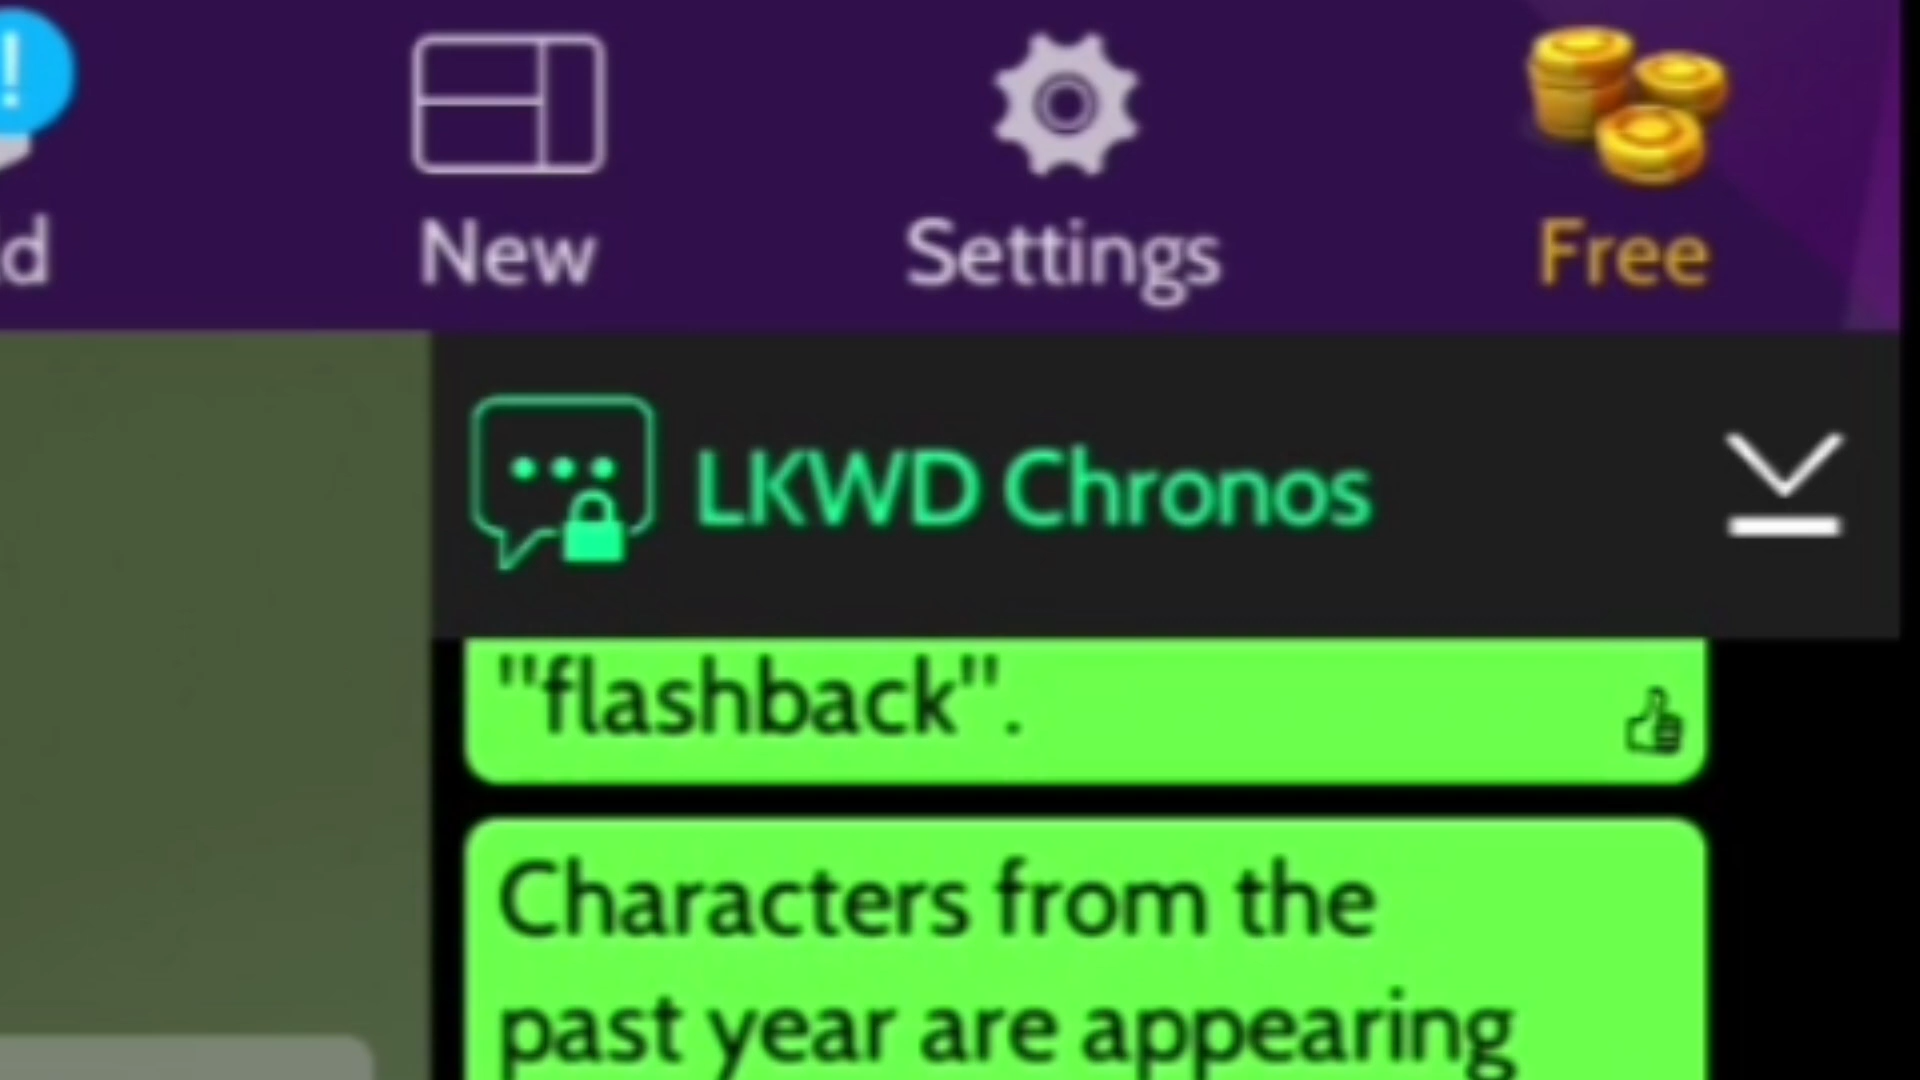 !
d
New
Settings
Free
LKWD Chronos
"flashback".
Characters from the
past year are appearing